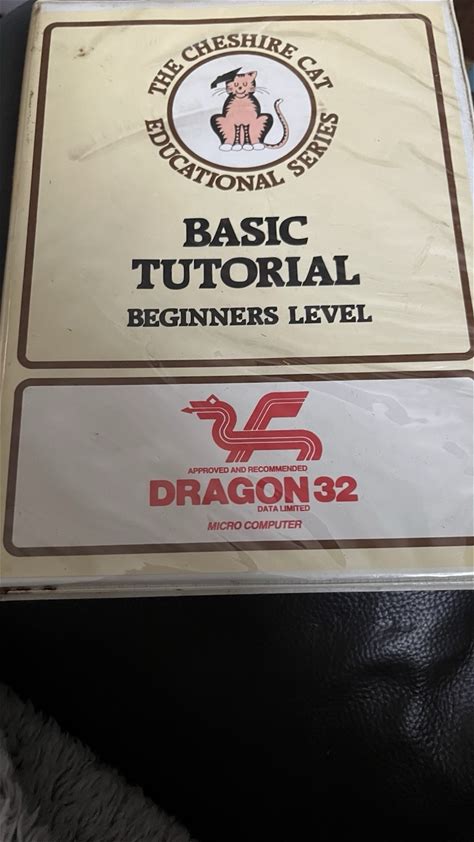 THE CHESHIRE CAT
EDUCATIONAL SERIES
BASIC
TUTORIAL
BEGINNERS LEVEL
APPROVED AND RECOMMENDED
DRAGON 32
DATA LIMITED
MICRO COMPUTER